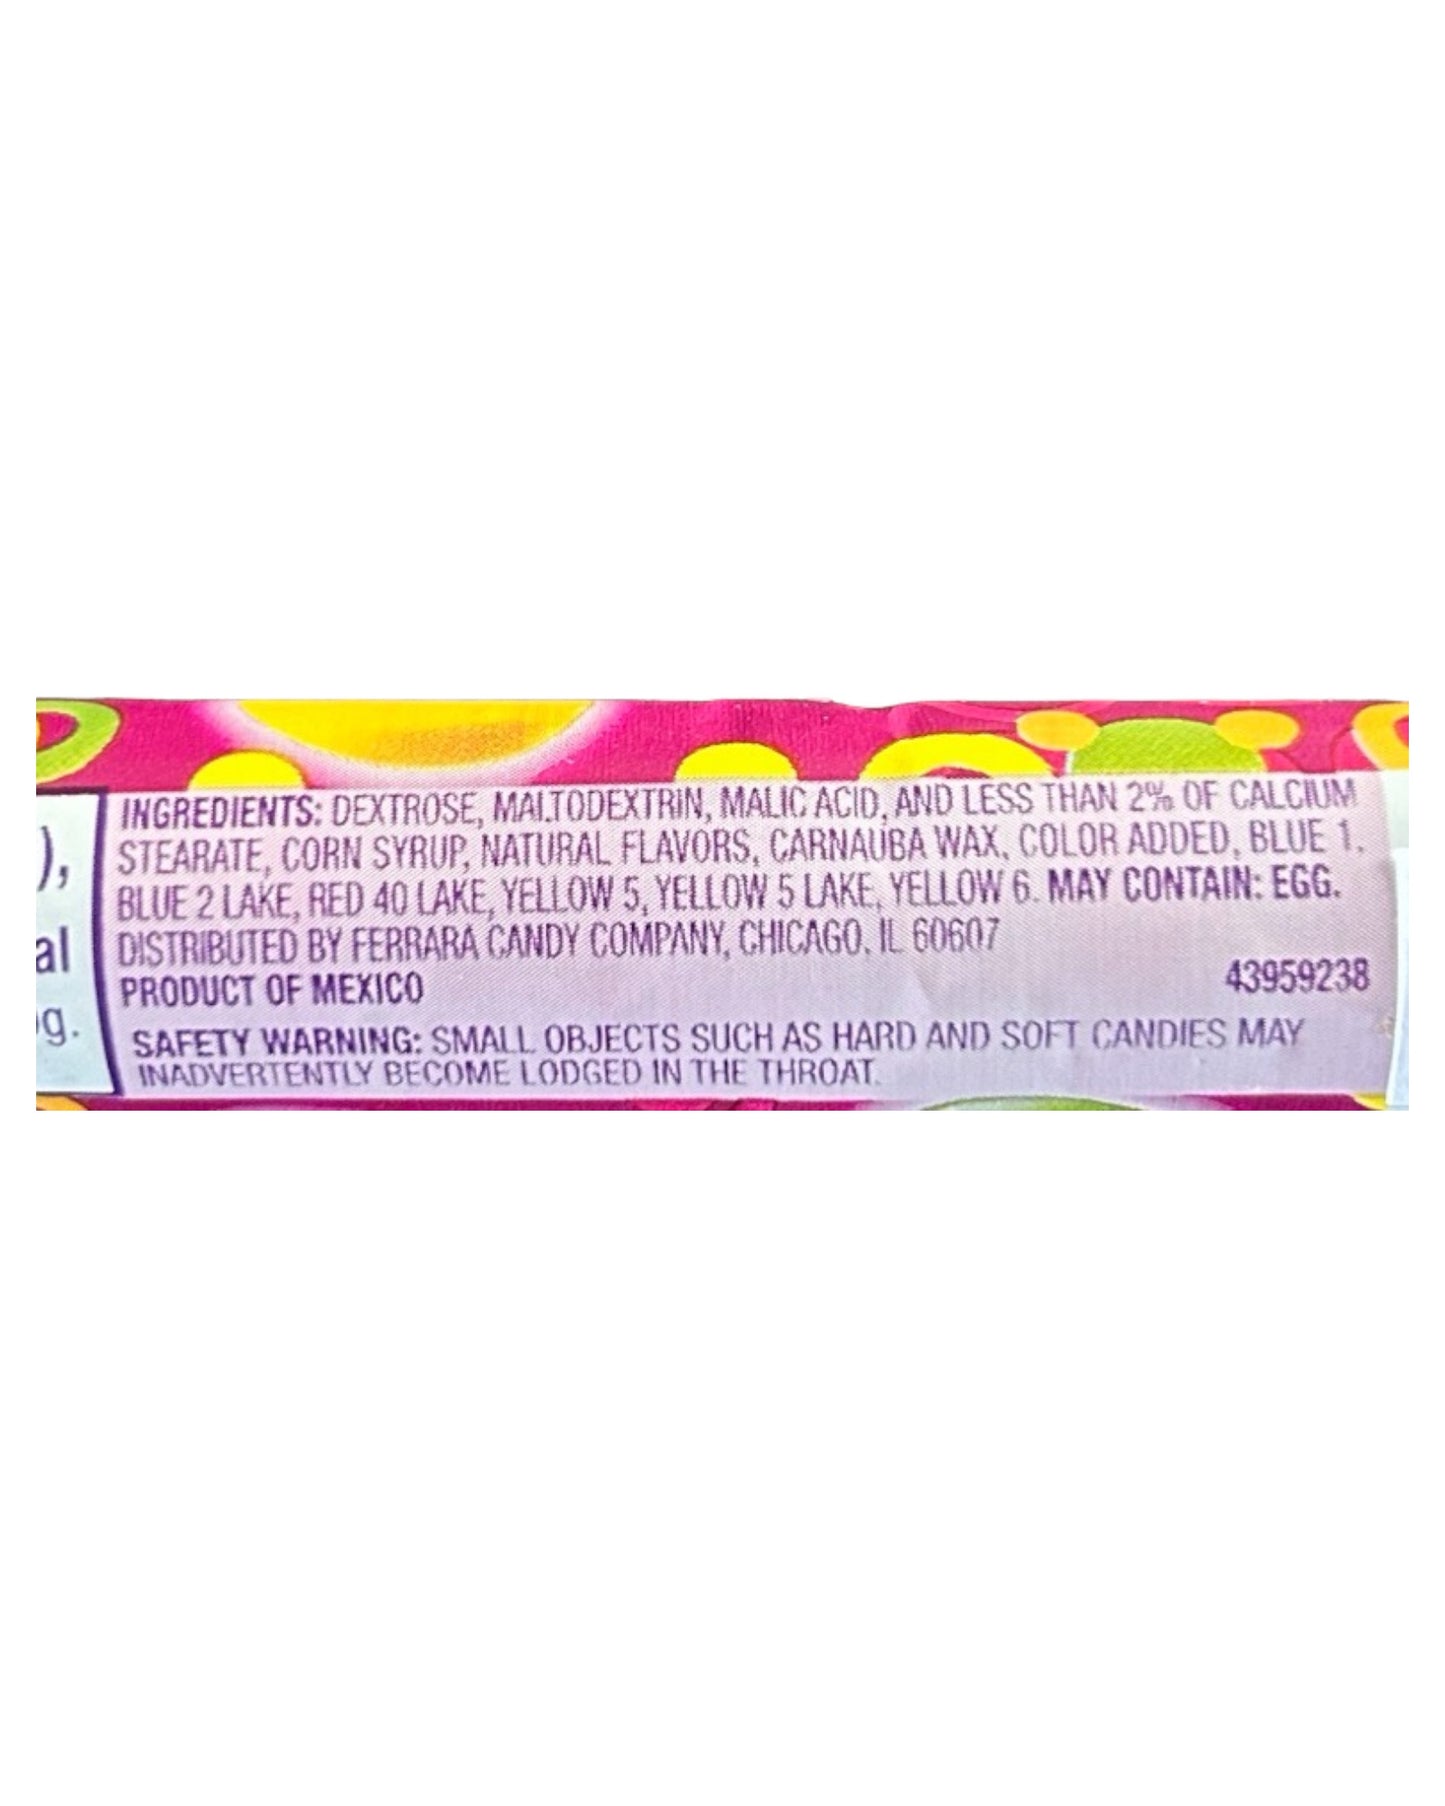 INGREDIENTS: DEXTROSE, MALTODEXTRIN, MALIC ACID, AND LESS THAN 2% OF CALCIUM
), STEARATE, CORN SYRUP, NATURAL FLAVORS, CARNAUBA WAX, COLOR ADDED, BLUE 1,
BLUE 2 LAKE, RED 40 LAKE, YELLOW 5, YELLOW 5 LAKE, YELLOW 6. MAY CONTAIN: EGG.
al DISTRIBUTED BY FERRARA CANDY COMPANY, CHICAGO, IL 60607
PRODUCT OF MEXICO 43959238
g. SAFETY WARNING: SMALL OBJECTS SUCH AS HARD AND SOFT CANDIES MAY
INADVERTENTLY BECOME LODGED IN THE THROAT.